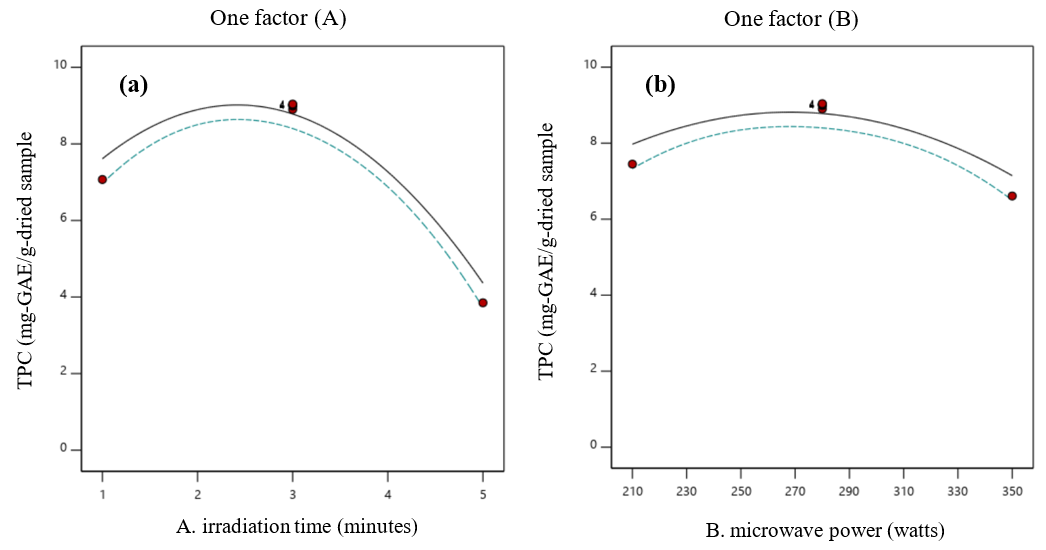 One factor (A)
(a)
TPC (mg-GAE/g-dried sample
10
8
6
4
2
0
4
1 2 3 4 5
A. irradiation time (minutes)
One factor (B)
(b)
TPC (mg-GAE/g-dried sample
10
8
6
4
2
0
4
210 230 250 270 290 310 330 350
B. microwave power (watts)